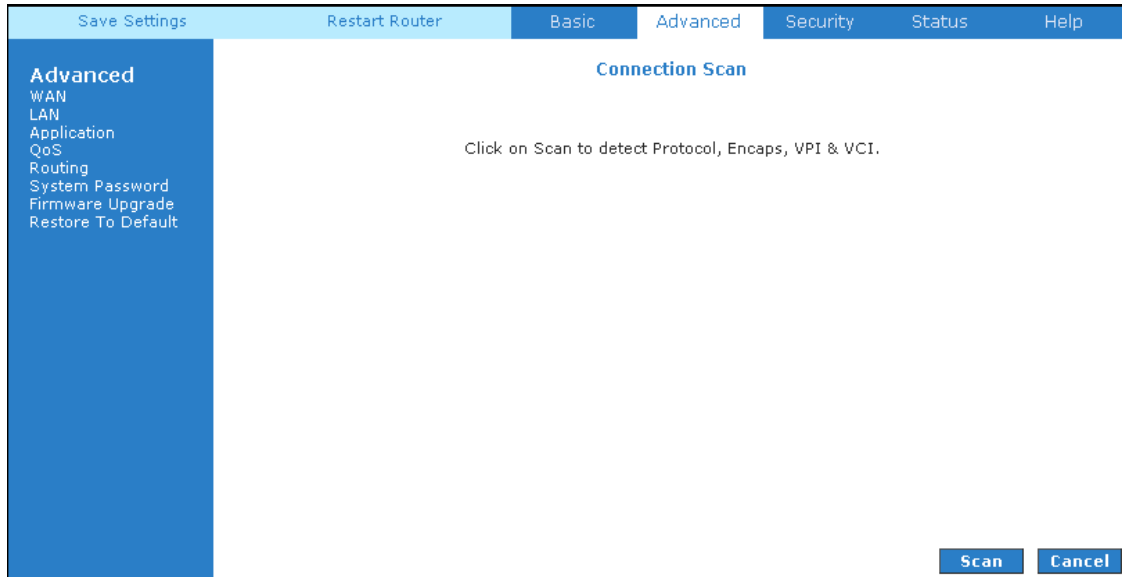 Save Settings Restart Router Basic Advanced Security Status Help
Advanced
WAN
LAN
Application
QoS
Routing
System Password
Firmware Upgrade
Restore To Default
Connection Scan
Click on Scan to detect Protocol, Encaps, VPI & VCI.
Scan Cancel